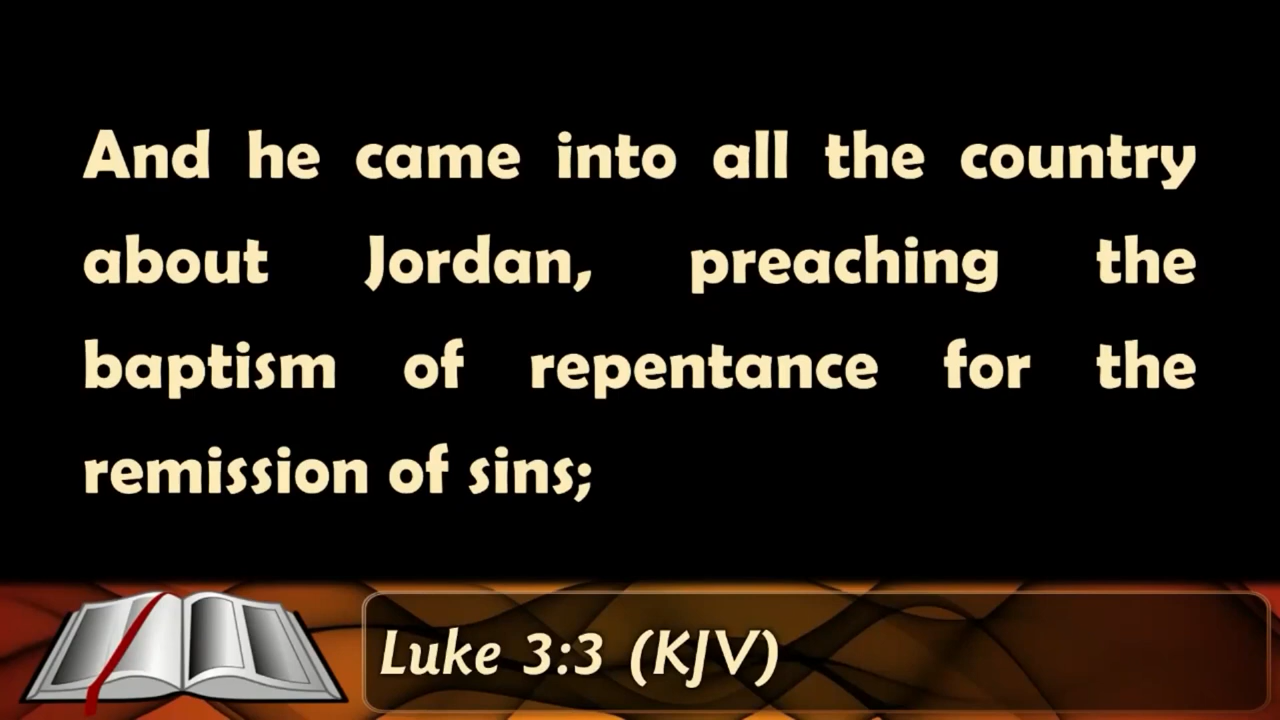 And he came into all the country
about Jordan, preaching the
baptism of repentance for the
remission of sins;
Luke 3:3 (KJV)